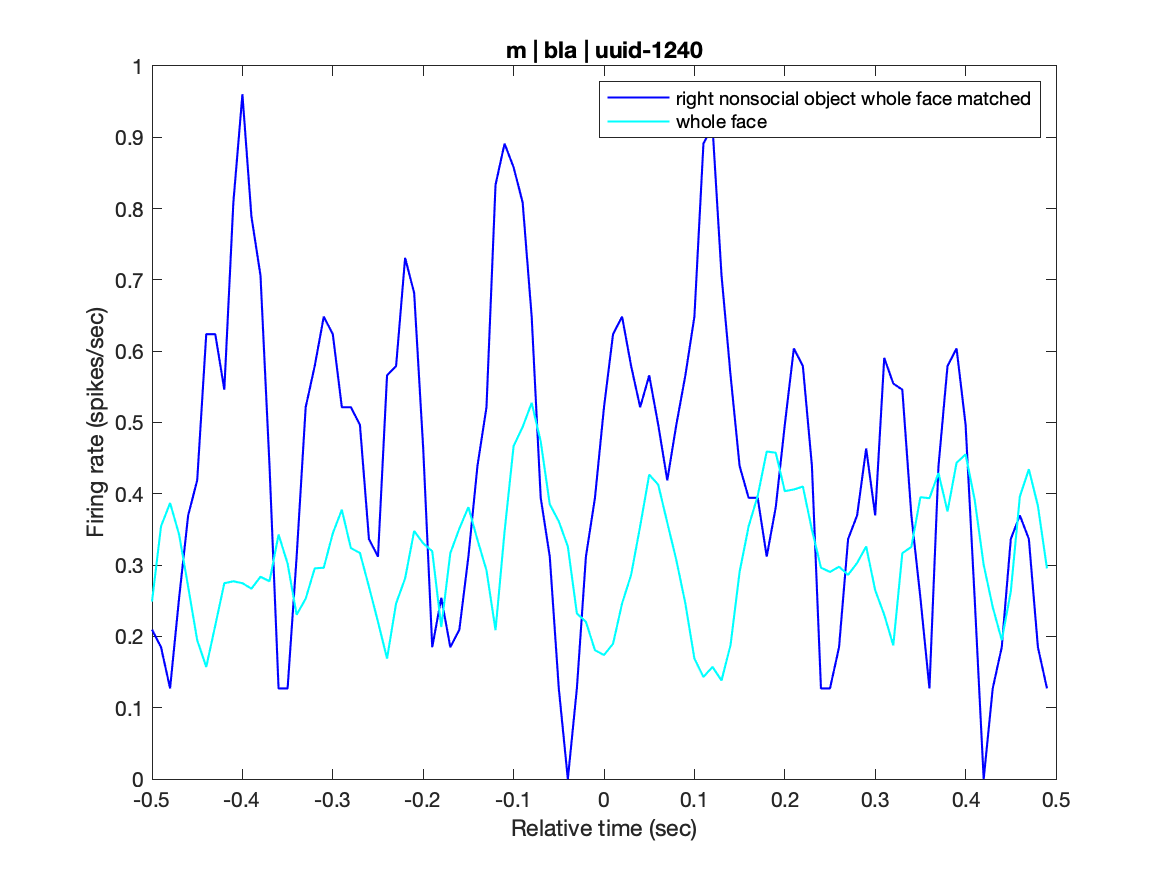 m | bla | uuid-1240
right nonsocial object whole face matched
whole face
Firing rate (spikes/sec)
1
0.9
0.8
0.7
0.6
0.5
0.4
0.3
0.2
0.1
0
-0.5 -0.4 -0.3 -0.2 -0.1 0 0.1 0.2 0.3 0.4 0.5
Relative time (sec)